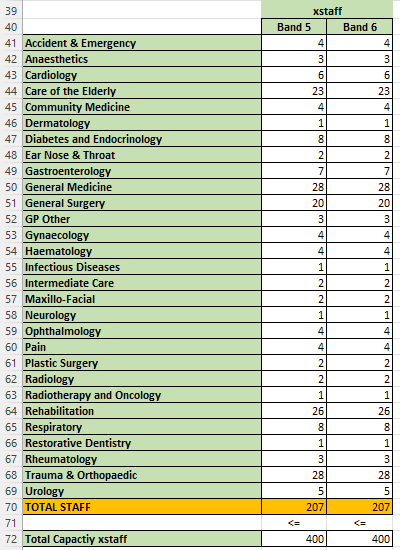 39 xstaff
40 Band 5 Band 6
41 Accident & Emergency 4 4
42 Anaesthetics 3 3
43 Cardiology 6 6
44 Care of the Elderly 23 23
45 Community Medicine 4 4
46 Dermatology 1 1
47 Diabetes and Endocrinology 8 8
48 Ear Nose & Throat 2 2
49 Gastroenterology 7 7
50 General Medicine 28 28
51 General Surgery 20 20
52 GP Other 3 3
53 Gynaecology 4 4
54 Haematology 4 4
55 Infectious Diseases 1 1
56 Intermediate Care 2 2
57 Maxillo-Facial 2 2
58 Neurology 1 1
59 Ophthalmology 4 4
60 Pain 4 4
61 Plastic Surgery 2 2
62 Radiology 2 2
63 Radiotherapy and Oncology 1 1
64 Rehabilitation 26 26
65 Respiratory 8 8
66 Restorative Dentistry 1 1
67 Rheumatology 3 3
68 Trauma & Orthopaedic 28 28
69 Urology 5 5
70 TOTAL STAFF 207 207
71 <= <=
72 Total Capactiy xstaff 400 400